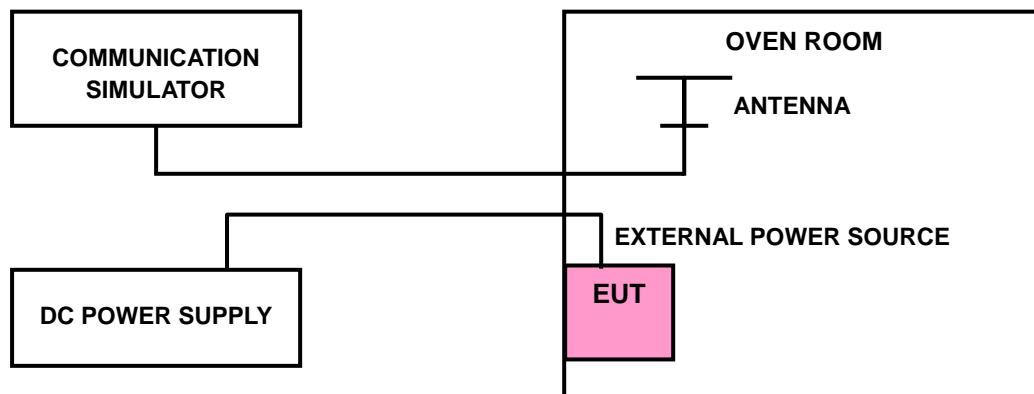 COMMUNICATION
SIMULATOR
OVEN ROOM
ANTENNA
EXTERNAL POWER SOURCE
DC POWER SUPPLY
EUT